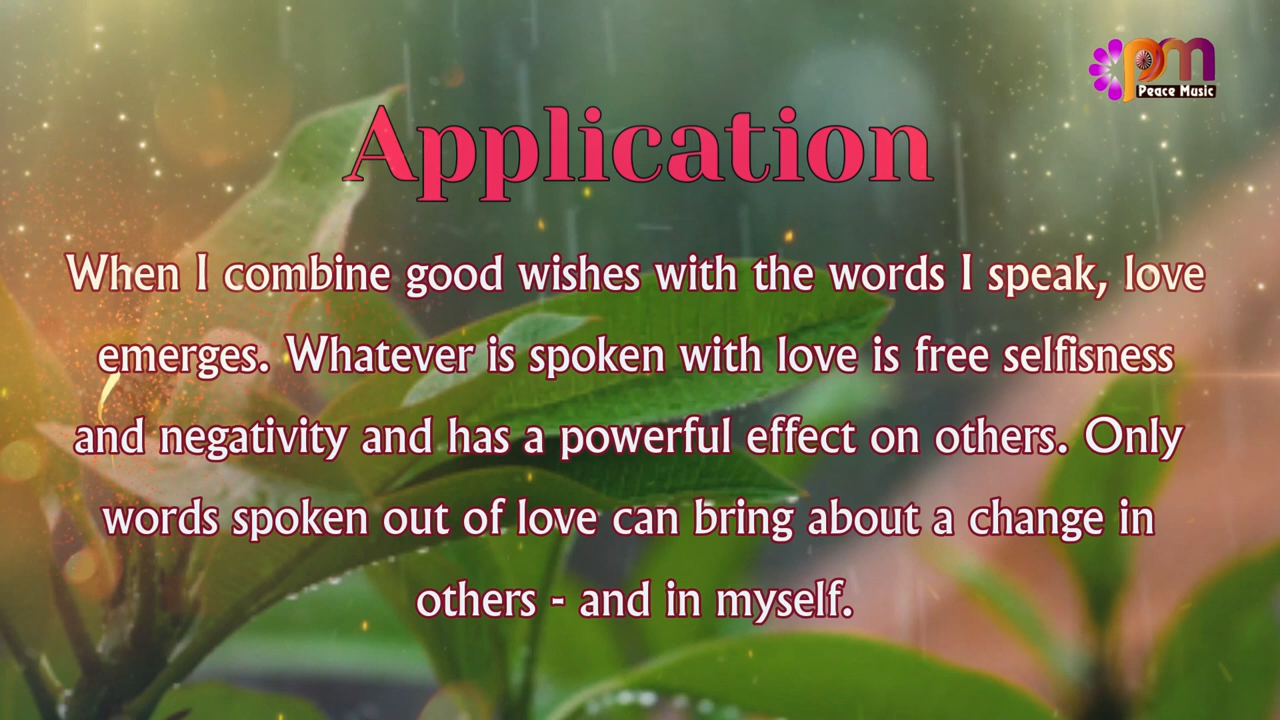 pm
Peace Music
Application
When I combine good wishes with the words I speak, love
emerges. Whatever is spoken with love is free selfisness
and negativity and has a powerful effect on others. Only
words spoken out of love can bring about a change in
others - and in myself.